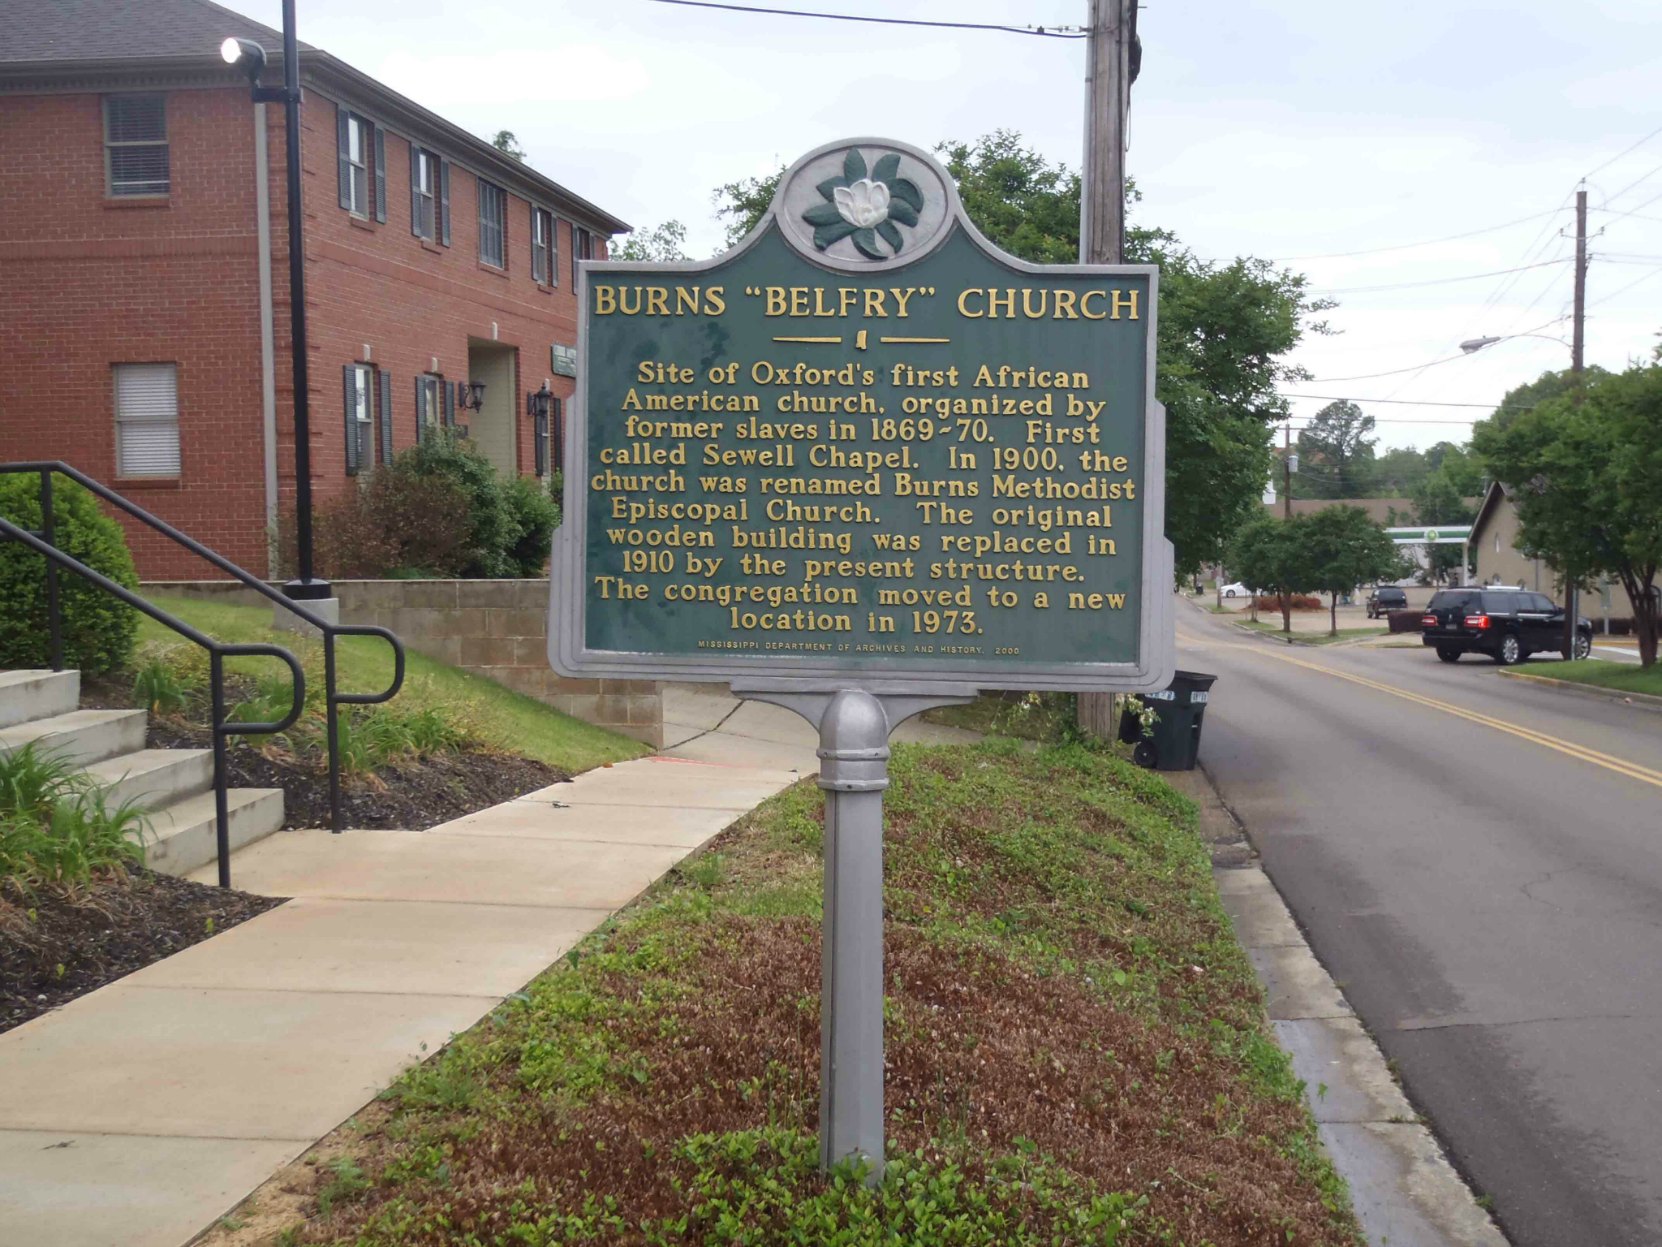 BURNS "BELFRY" CHURCH
Site of Oxford's first African
American church, organized by
former slaves in 1869-70. First
called Sewell Chapel. In 1900, the
church was renamed Burns Methodist
Episcopal Church. The original
wooden building was replaced in
1910 by the present structure.
The congregation moved to a new
location in 1973.
MISSISSIPPI DEPARTMENT OF ARCHIVES AND HISTORY, 2000